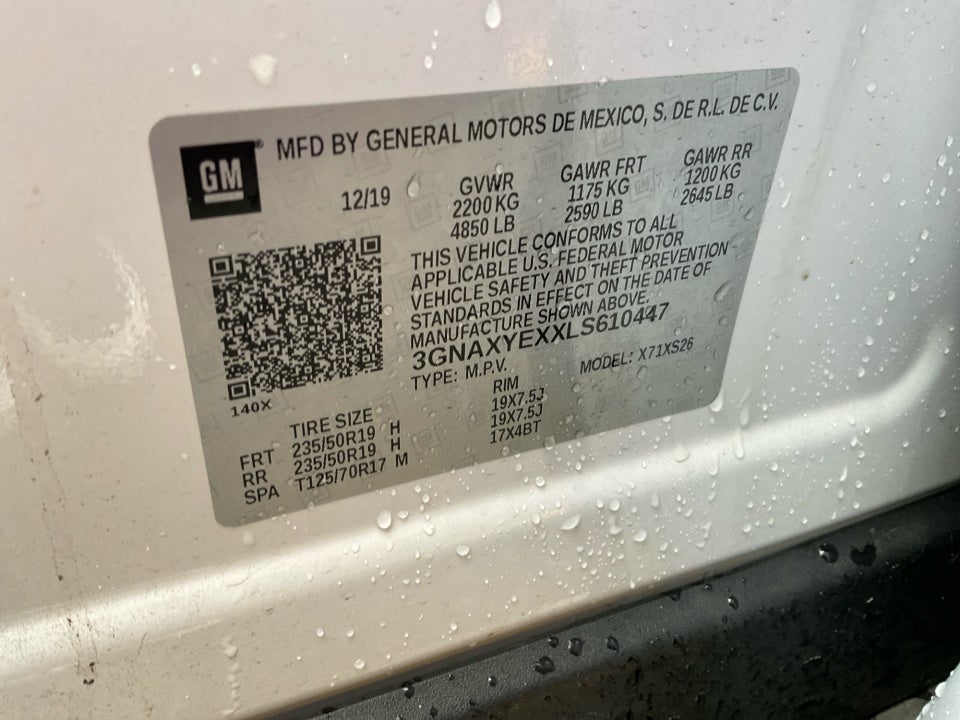 GM® MFD BY GENERAL MOTORS DE MEXICO, S. DE R.L. DE C.V.
12/19
GVWR
2200 KG
4850 LB
GAWR FRT
1175 KG
2590 LB
GAWR RR
1200 KG
2645 LB
THIS VEHICLE CONFORMS TO ALL
APPLICABLE U.S. FEDERAL MOTOR
VEHICLE SAFETY AND THEFT PREVENTION
STANDARDS IN EFFECT ON THE DATE OF
MANUFACTURE SHOWN ABOVE.
3GNAXYEXXLS610447
TYPE: M.P.V. MODEL: X71XS26
140X
TIRE SIZE RIM
FRT 235/50R19 H 19X7.5J
RR 235/50R19 H 19X7.5J
SPA T125/70R17 M 17X4BT